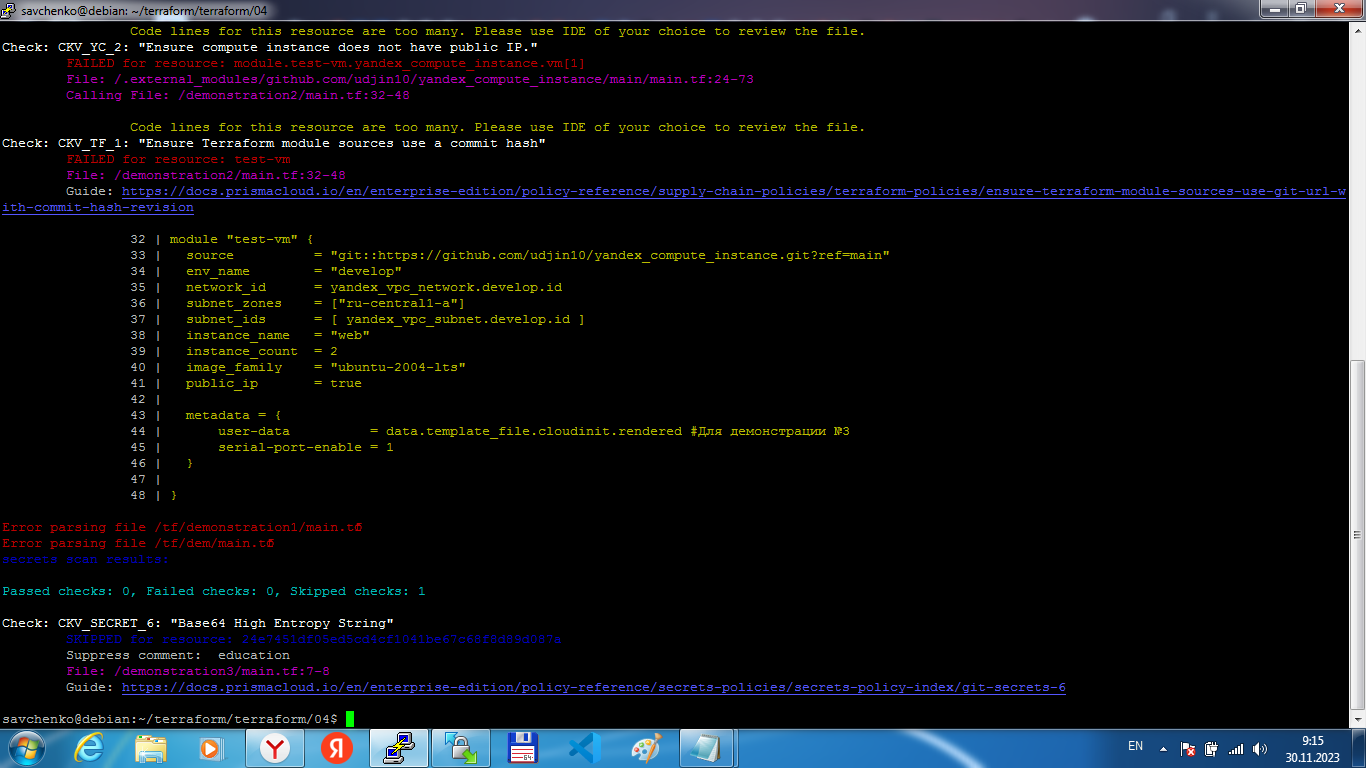 savchenko@debian: ~/terraform/terraform/04
Code lines for this resource are too many. Please use IDE of your choice to review the file.
Check: CKV_YC_2: "Ensure compute instance does not have public IP."
FAILED for resource: module.test-vm.yandex_compute_instance.vm[1]
File: /.external_modules/github.com/udjin10/yandex_compute_instance/main/main.tf:24-73
Calling File: /demonstration2/main.tf:32-48
Code lines for this resource are too many. Please use IDE of your choice to review the file.
Check: CKV_TF_1: "Ensure Terraform module sources use a commit hash"
FAILED for resource: test-vm
File: /demonstration2/main.tf:32-48
Guide: https://docs.prismacloud.io/en/enterprise-edition/policy-reference/supply-chain-policies/terraform-policies/ensure-terraform-module-sources-use-git-url-w
ith-commit-hash-revision
32 | module "test-vm" {
33 |   source          = "git::https://github.com/udjin10/yandex_compute_instance.git?ref=main"
34 |   env_name        = "develop"
35 |   network_id      = yandex_vpc_network.develop.id
36 |   subnet_zones    = ["ru-central1-a"]
37 |   subnet_ids      = [ yandex_vpc_subnet.develop.id ]
38 |   instance_name   = "web"
39 |   instance_count  = 2
40 |   image_family    = "ubuntu-2004-lts"
41 |   public_ip       = true
42 |
43 |   metadata = {
44 |       user-data          = data.template_file.cloudinit.rendered #Для демонстрации №3
45 |       serial-port-enable = 1
46 |   }
47 |
48 | }
Error parsing file /tf/demonstration1/main.tf
Error parsing file /tf/dem/main.tf
secrets scan results:
Passed checks: 0, Failed checks: 0, Skipped checks: 1
Check: CKV_SECRET_6: "Base64 High Entropy String"
SKIPPED for resource:
Suppress comment:  education
File: /demonstration3/main.tf:7-8
Guide: https://docs.prismacloud.io/en/enterprise-edition/policy-reference/secrets-policies/secrets-policy-index/git-secrets-6
savchenko@debian:~/terraform/terraform/04$
EN
9:15
30.11.2023